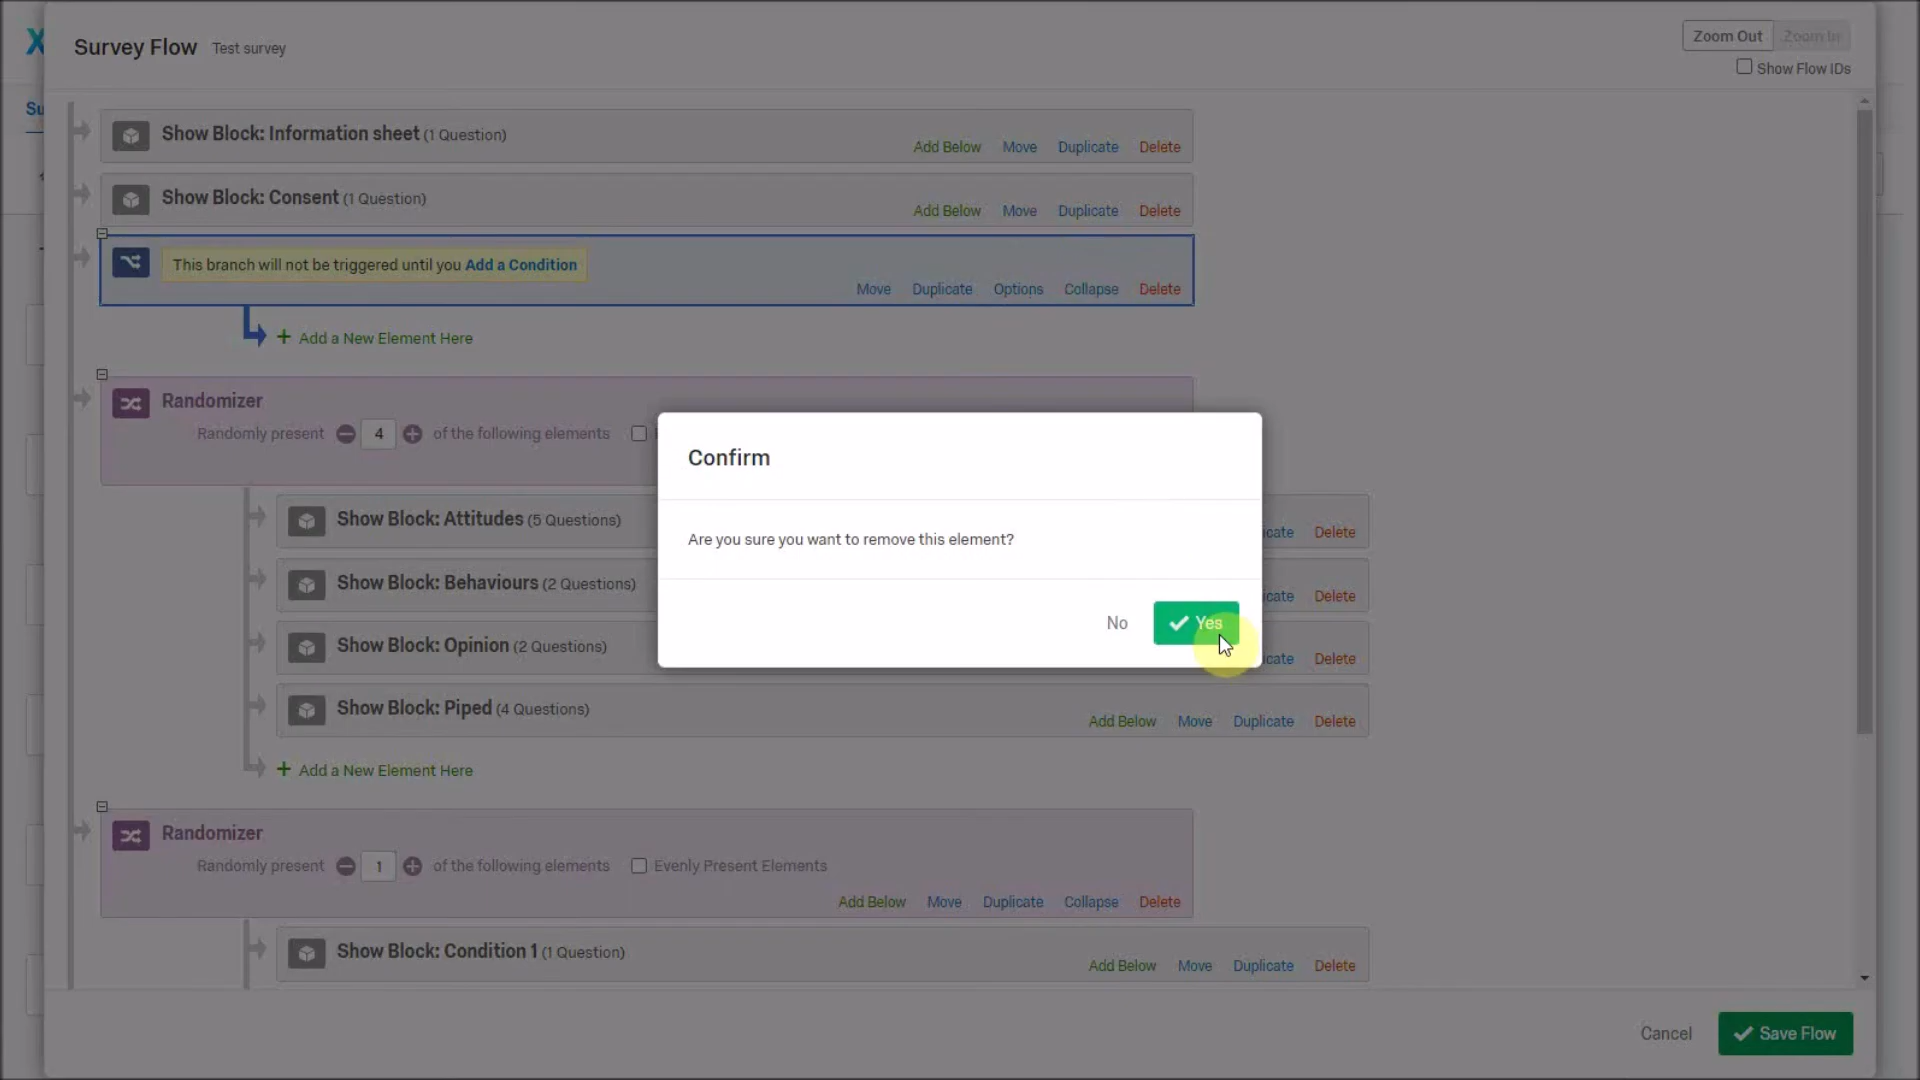 Survey Flow Test survey
Zoom Out Zoom In
Show Flow IDs
Su
Show Block: Information sheet (1 Question)
Add Below Move Duplicate Delete
Show Block: Consent (1 Question)
Add Below Move Duplicate Delete
This branch will not be triggered until you Add a Condition
Move Duplicate Options Collapse Delete
+ Add a New Element Here
Randomizer
Randomly present 4 of the following elements
Confirm
Are you sure you want to remove this element?
No Yes
Show Block: Attitudes (5 Questions)
icate Delete
Show Block: Behaviours (2 Questions)
icate Delete
Show Block: Opinion (2 Questions)
icate Delete
Show Block: Piped (4 Questions)
Add Below Move Duplicate Delete
+ Add a New Element Here
Randomizer
Randomly present 1 of the following elements Evenly Present Elements
Add Below Move Duplicate Collapse Delete
Show Block: Condition 1 (1 Question)
Add Below Move Duplicate Delete
Cancel Save Flow